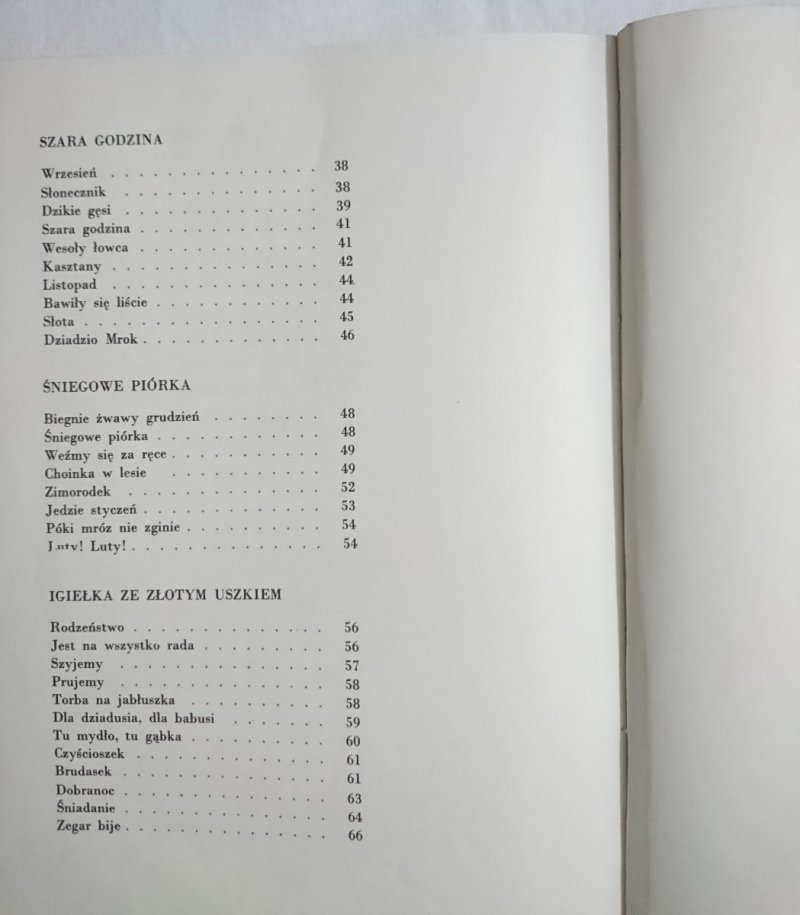 SZARA GODZINA
Wrzesień . . . . . . . . . . . . . . . 38
Słonecznik . . . . . . . . . . . . . . 38
Dzikie gęsi . . . . . . . . . . . . . . 39
Szara godzina . . . . . . . . . . . . . 41
Wesoły łowca . . . . . . . . . . . . . 41
Kasztany . . . . . . . . . . . . . . . 42
Listopad . . . . . . . . . . . . . . . 44
Bawiły się liście . . . . . . . . . . . . 44
Słota . . . . . . . . . . . . . . . . . 45
Dziadzio Mrok . . . . . . . . . . . . . 46
ŚNIEGOWE PIÓRKA
Biegnie żwawy grudzień . . . . . . . . 48
Śniegowe piórka . . . . . . . . . . . . 48
Weźmy się za ręce . . . . . . . . . . . 49
Choinka w lesie . . . . . . . . . . . 49
Zimorodek . . . . . . . . . . . . . . 52
Jedzie styczeń . . . . . . . . . . . . . 53
Póki mróz nie zginie . . . . . . . . . . 54
Luty! Luty! . . . . . . . . . . . . . . 54
IGIEŁKA ZE ZŁOTYM USZKIEM
Rodzeństwo . . . . . . . . . . . . . . 56
Jest na wszystko rada . . . . . . . . . 56
Szyjemy . . . . . . . . . . . . . . . 57
Prujemy . . . . . . . . . . . . . . . 58
Torba na jabłuszka . . . . . . . . . . 58
Dla dziadusia, dla babusi . . . . . . . 59
Tu mydło, tu gąbka . . . . . . . . . . 60
Czyścioszek . . . . . . . . . . . . . . 61
Brudasek . . . . . . . . . . . . . . . 61
Dobranoc . . . . . . . . . . . . . . . 63
Śniadanie . . . . . . . . . . . . . . . 64
Zegar bije . . . . . . . . . . . . . . . 66